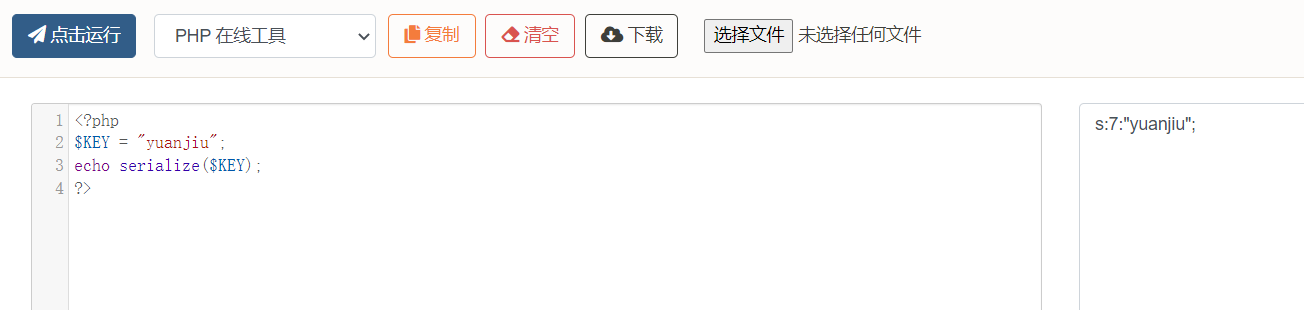 点击运行 PHP 在线工具 复制 清空 下载 选择文件 未选择任何文件
1 <?php
2 $KEY = "yuanjiu";
3 echo serialize($KEY);
4 ?>
s:7:"yuanjiu";